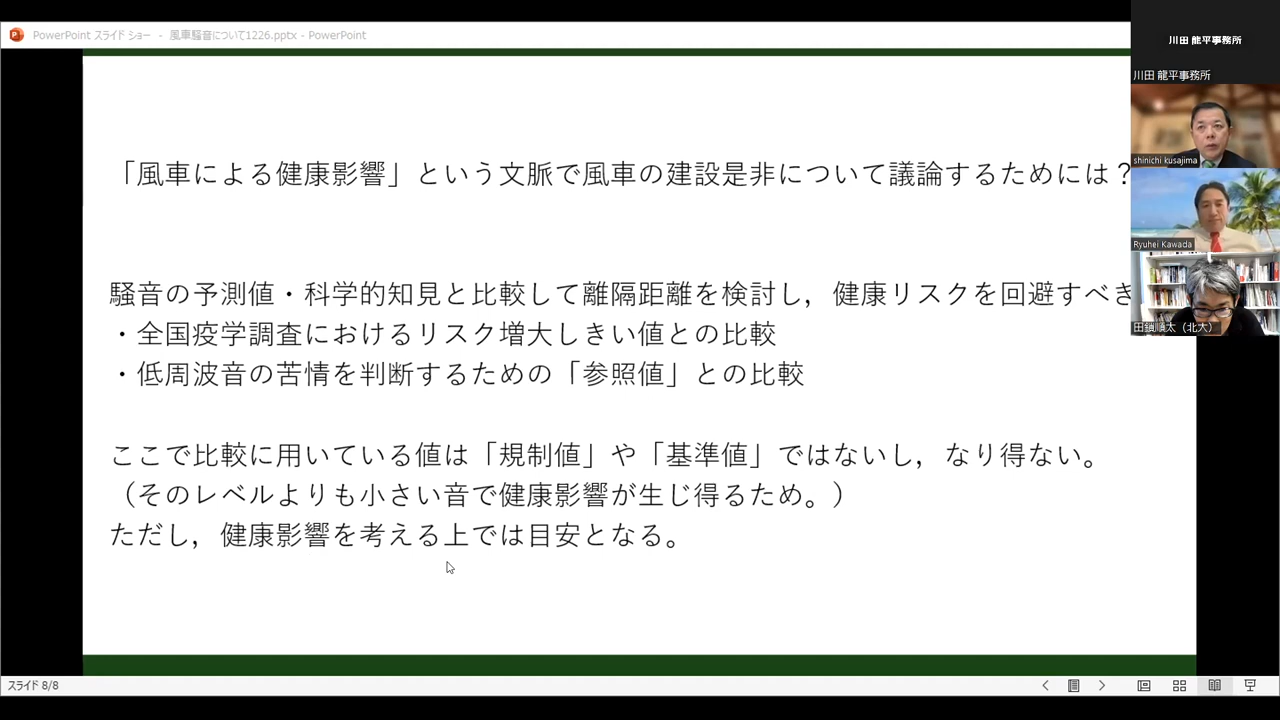 PowerPoint スライド ショー - 風車騒音について1226.pptx - PowerPoint
川田 龍平事務所
川田 龍平事務所
shinichi kusajima
Ryuhei Kawada
田鎖順太（北大）
「風車による健康影響」という文脈で風車の建設是非について議論するためには？
騒音の予測値・科学的知見と比較して離隔距離を検討し，健康リスクを回避すべき
・全国疫学調査におけるリスク増大しきい値との比較
・低周波音の苦情を判断するための「参照値」との比較
ここで比較に用いている値は「規制値」や「基準値」ではないし，なり得ない。
（そのレベルよりも小さい音で健康影響が生じ得るため。）
ただし，健康影響を考える上では目安となる。
スライド 8/8